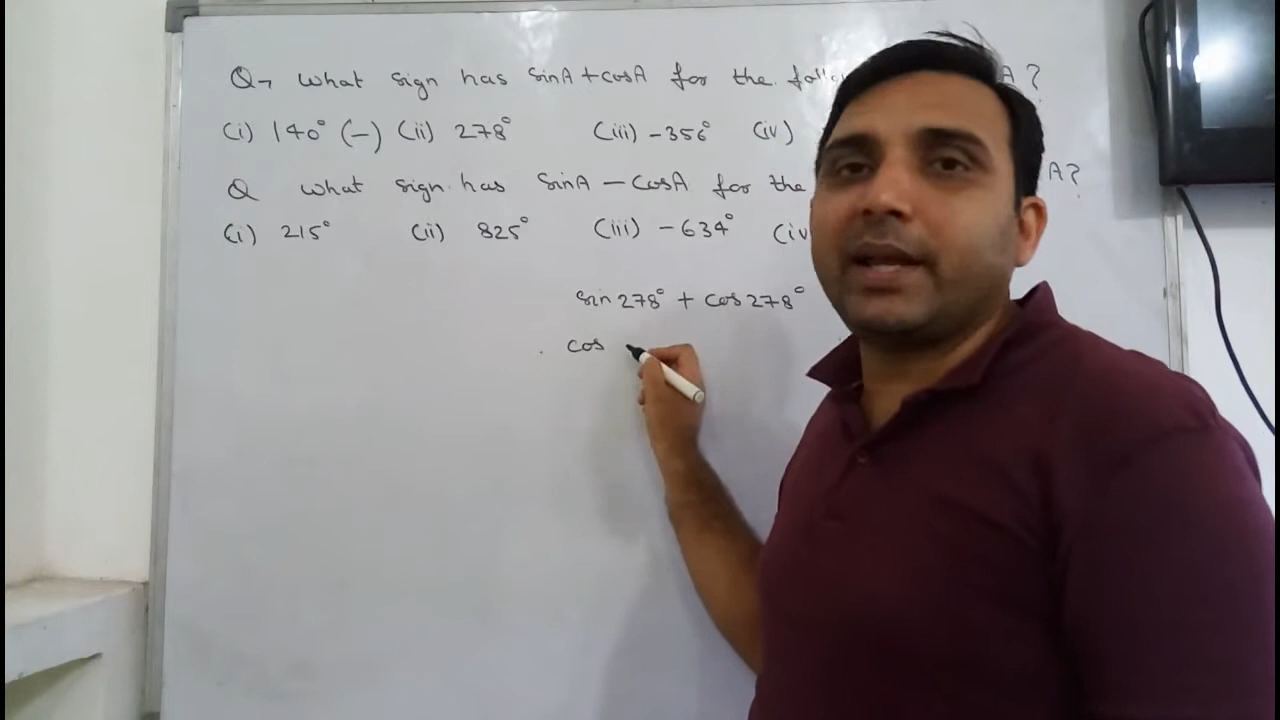 Q→ What sign has sinA+cosA for the A?
(i) 140° (-) (ii) 278° (iii) -356° (iv)
Q What sign has sinA - cosA for the A?
(i) 215° (ii) 825° (iii) -634° (iv
sin 278° + cos 278°
cos